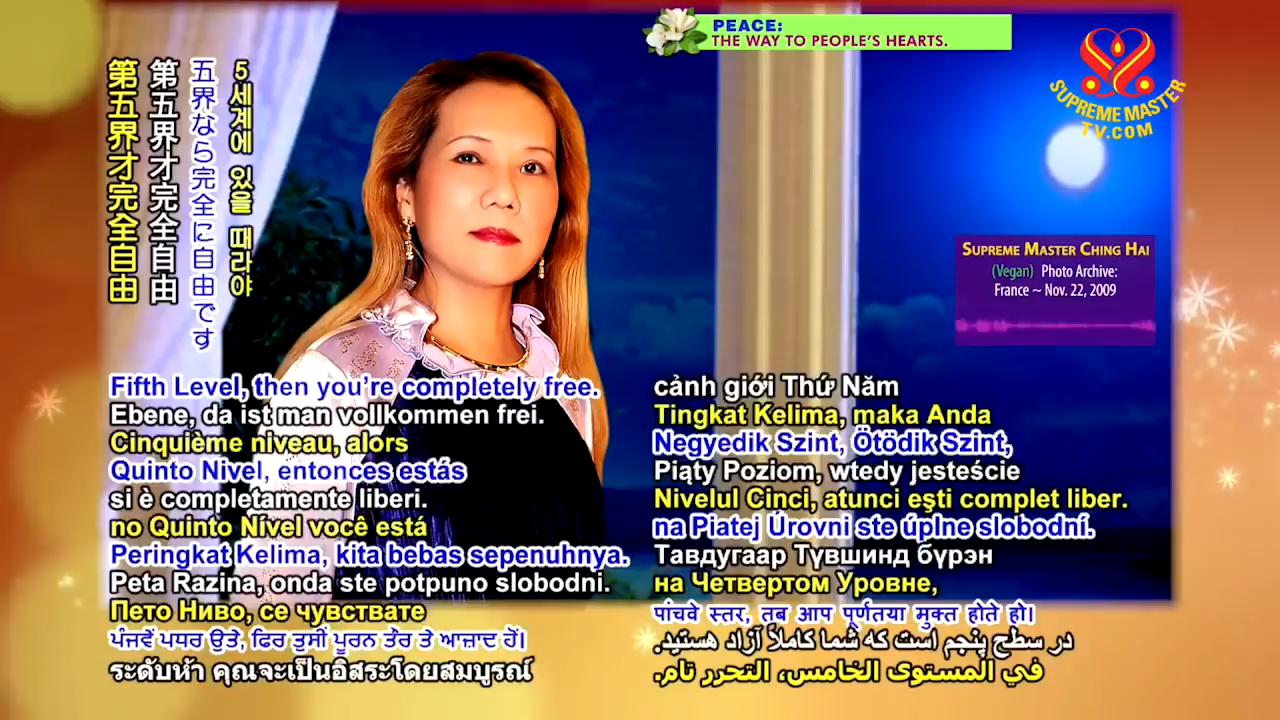 PEACE:
THE WAY TO PEOPLE'S HEARTS.
SUPREME MASTER
TV.COM
SUPREME MASTER CHING HAI
(Vegan) Photo Archive:
France ~ Nov. 22, 2009
第五界才完全自由
第五界才完全自由
五界なら完全に自由です
5세계에 있을 때라야
Fifth Level, then you're completely free.
Ebene, da ist man vollkommen frei.
Cinquième niveau, alors
Quinto Nivel, entonces estás
si è completamente liberi.
no Quinto Nível você está
Peringkat Kelima, kita bebas sepenuhnya.
Peta Razina, onda ste potpuno slobodni.
Пето Ниво, се чувствате
ਪੰਜਵੇਂ ਪਧਰ ਉਤੇ, ਫਿਰ ਤੁਸੀਂ ਪੂਰਨ ਤੌਰ ਤੇ ਆਜ਼ਾਦ ਹੋਂ।
ระดับห้า คุณจะเป็นอิสระโดยสมบูรณ์
cảnh giới Thứ Năm
Tingkat Kelima, maka Anda
Negyedik Szint, Ötödik Szint,
Piąty Poziom, wtedy jesteście
Nivelul Cinci, atunci eşti complet liber.
na Piatej Úrovni ste úplne slobodní.
Тавдугаар Түвшинд бүрэн
на Четвертом Уровне,
पांचवे स्तर, तब आप पूर्णतया मुक्त होते हो।
در سطح پنجم است که شما کاملاً آزاد هستید.
في المستوى الخامس، التحرر تام.